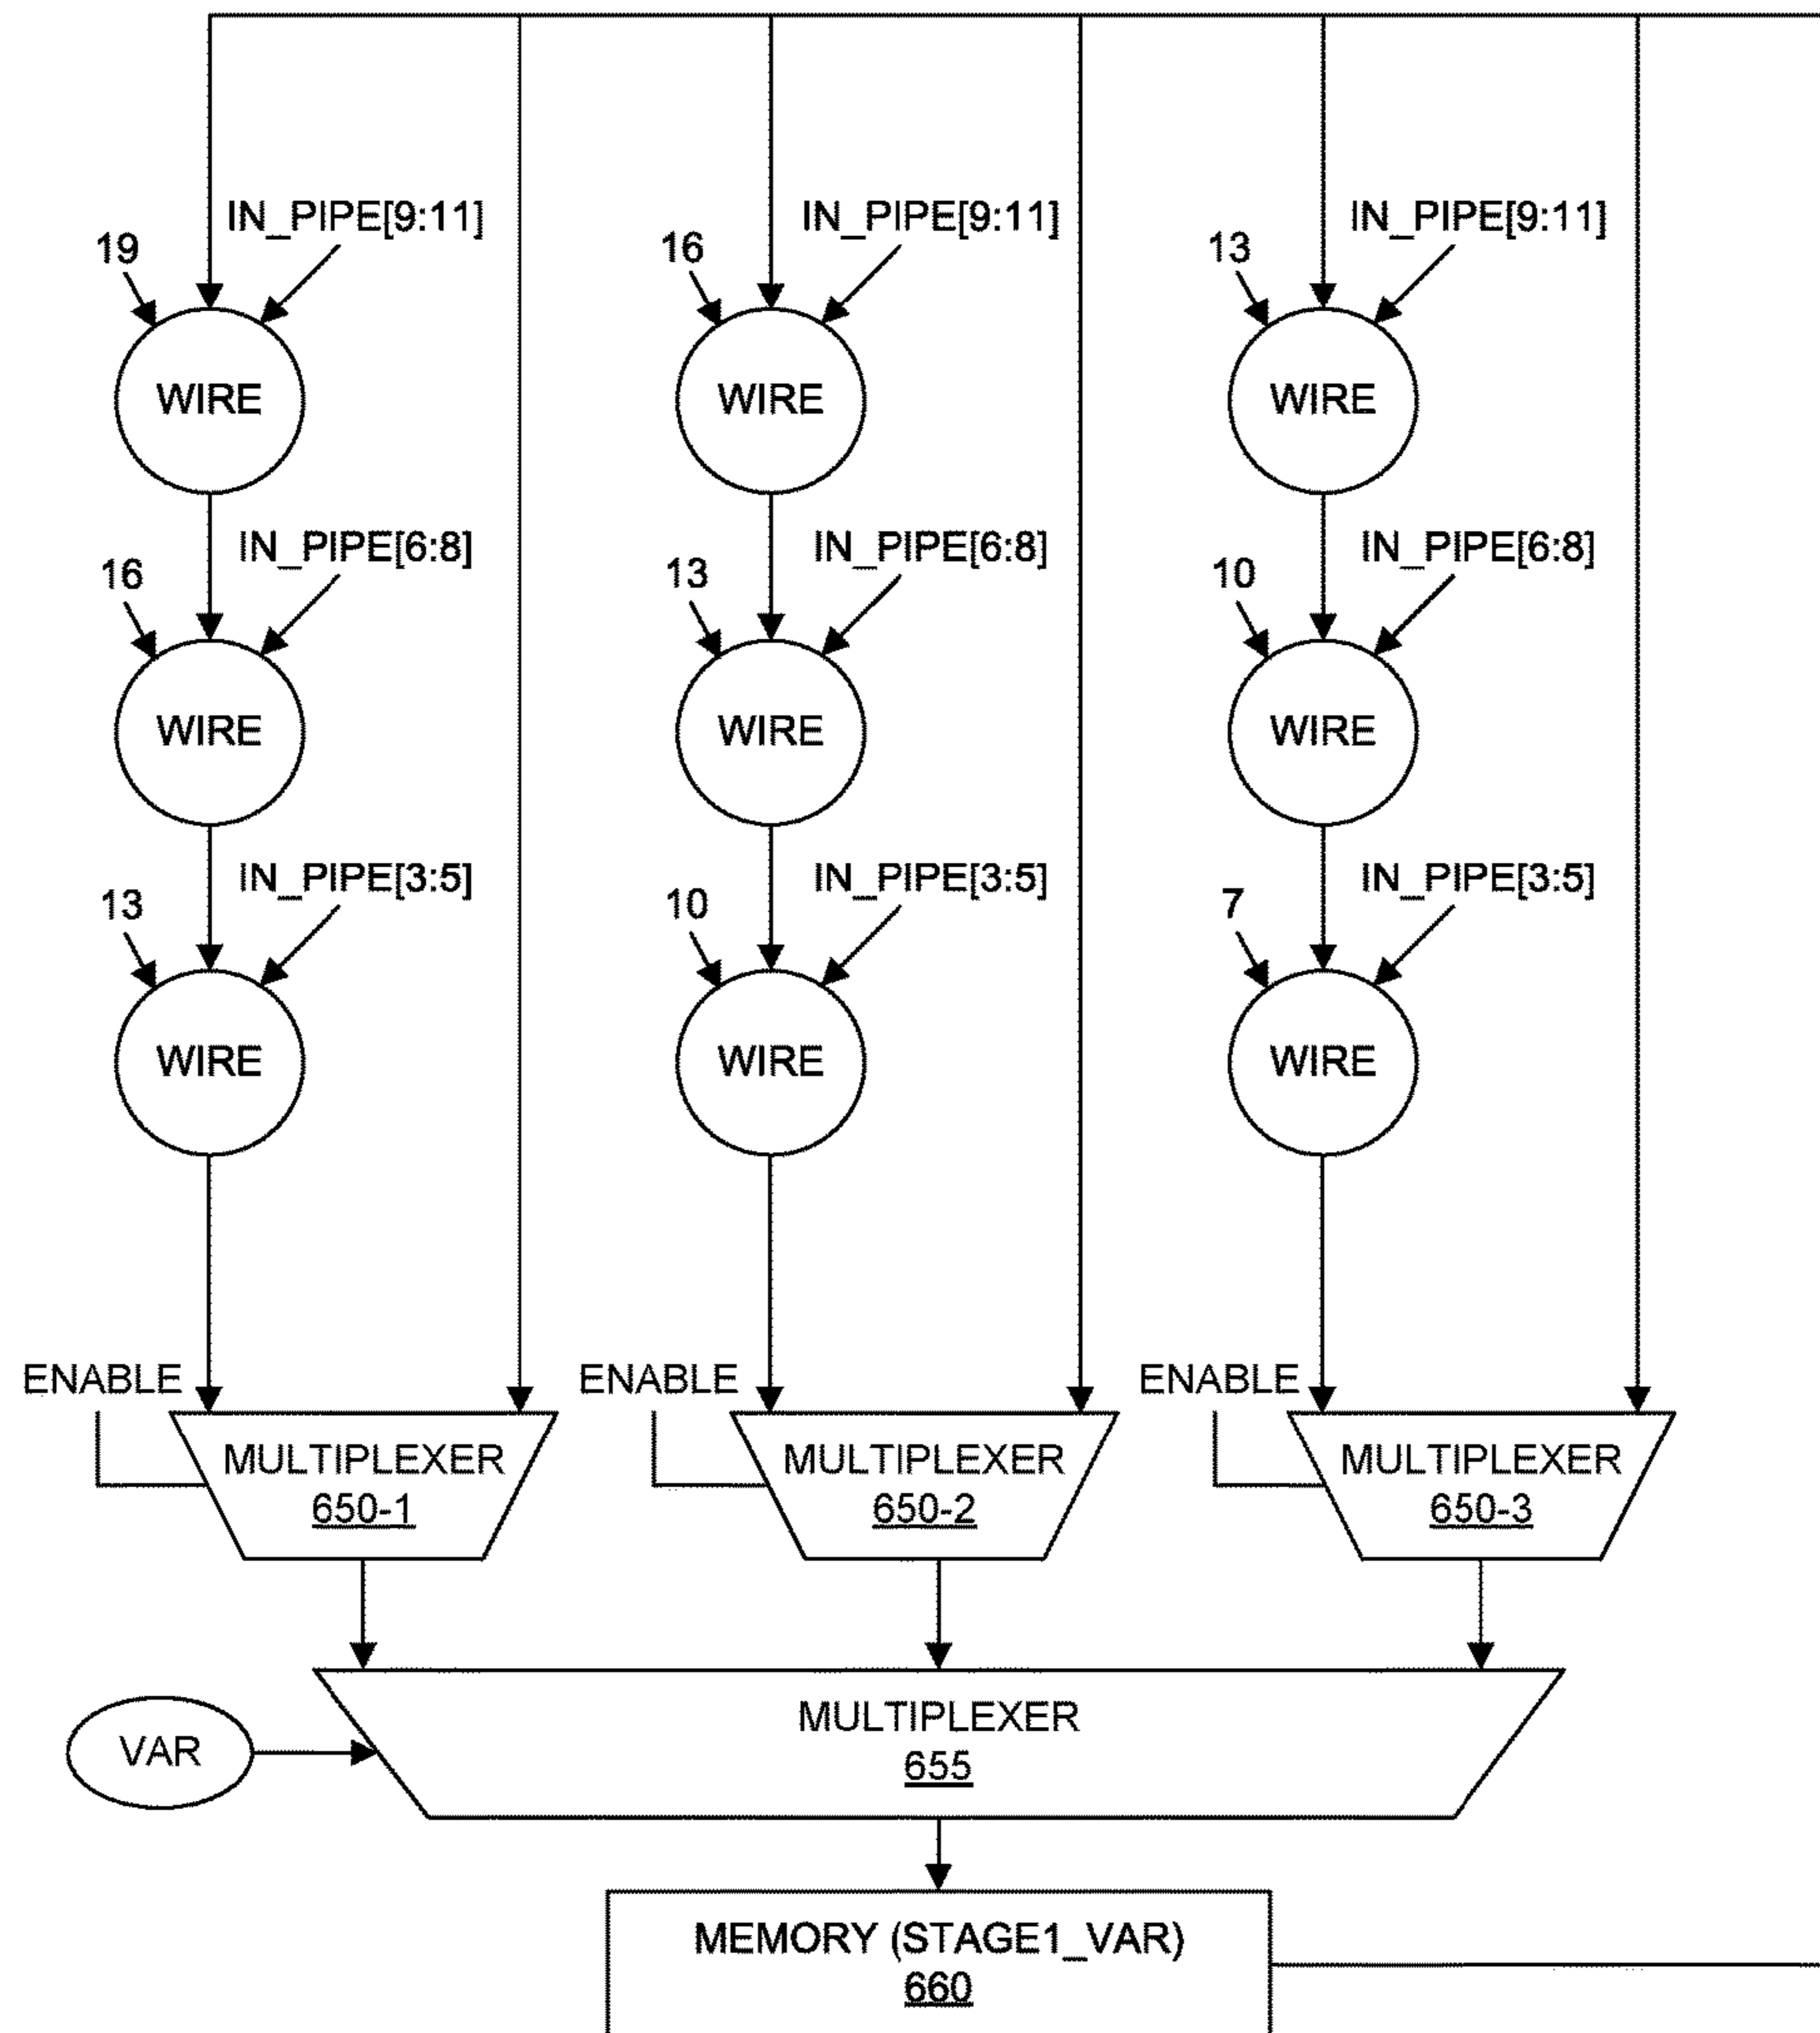 IN_PIPE[9:11] IN_PIPE[9:11] IN_PIPE[9:11]
19 16 13
WIRE WIRE WIRE
IN_PIPE[6:8] IN_PIPE[6:8] IN_PIPE[6:8]
16 13 10
WIRE WIRE WIRE
IN_PIPE[3:5] IN_PIPE[3:5] IN_PIPE[3:5]
13 10 7
WIRE WIRE WIRE
ENABLE ENABLE ENABLE
MULTIPLEXER MULTIPLEXER MULTIPLEXER
650-1 650-2 650-3
MULTIPLEXER
VAR
655
MEMORY (STAGE1_VAR)
660